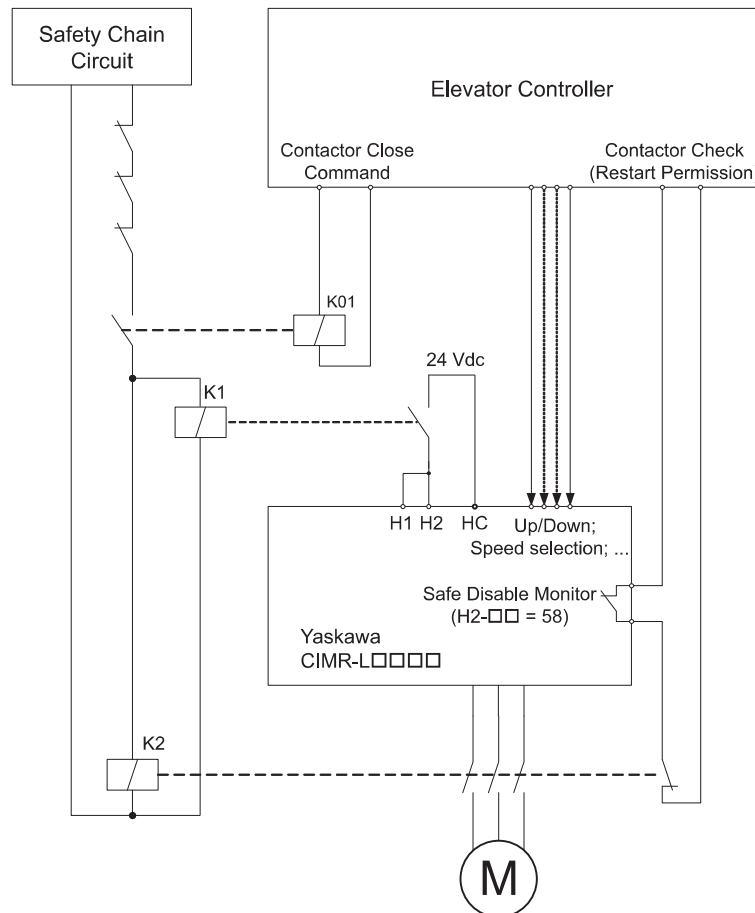 Safety Chain
Circuit
Elevator Controller
Contactor Close
Command
Contactor Check
(Restart Permission)
K01
24 Vdc
K1
H1 H2 HC Up/Down;
Speed selection; ...
Safe Disable Monitor
(H2-□□ = 58)
Yaskawa
CIMR-L□□□□
K2
M